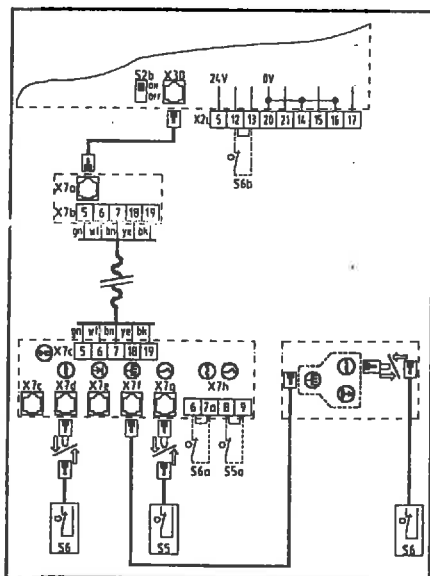 S2b X3D
ON
OFF
24V 0V
X2L 5 12 13 20 21 14 15 16 17
S6b
X7a
X7b 5 6 7 18 19
gn wt bn ye bk
gn wt bn ye bk
X7c 5 6 7 18 19
X7c X7d X7e X7f X7g X7h
6 7a 8 9
S6a S5a
S6 S5 S6